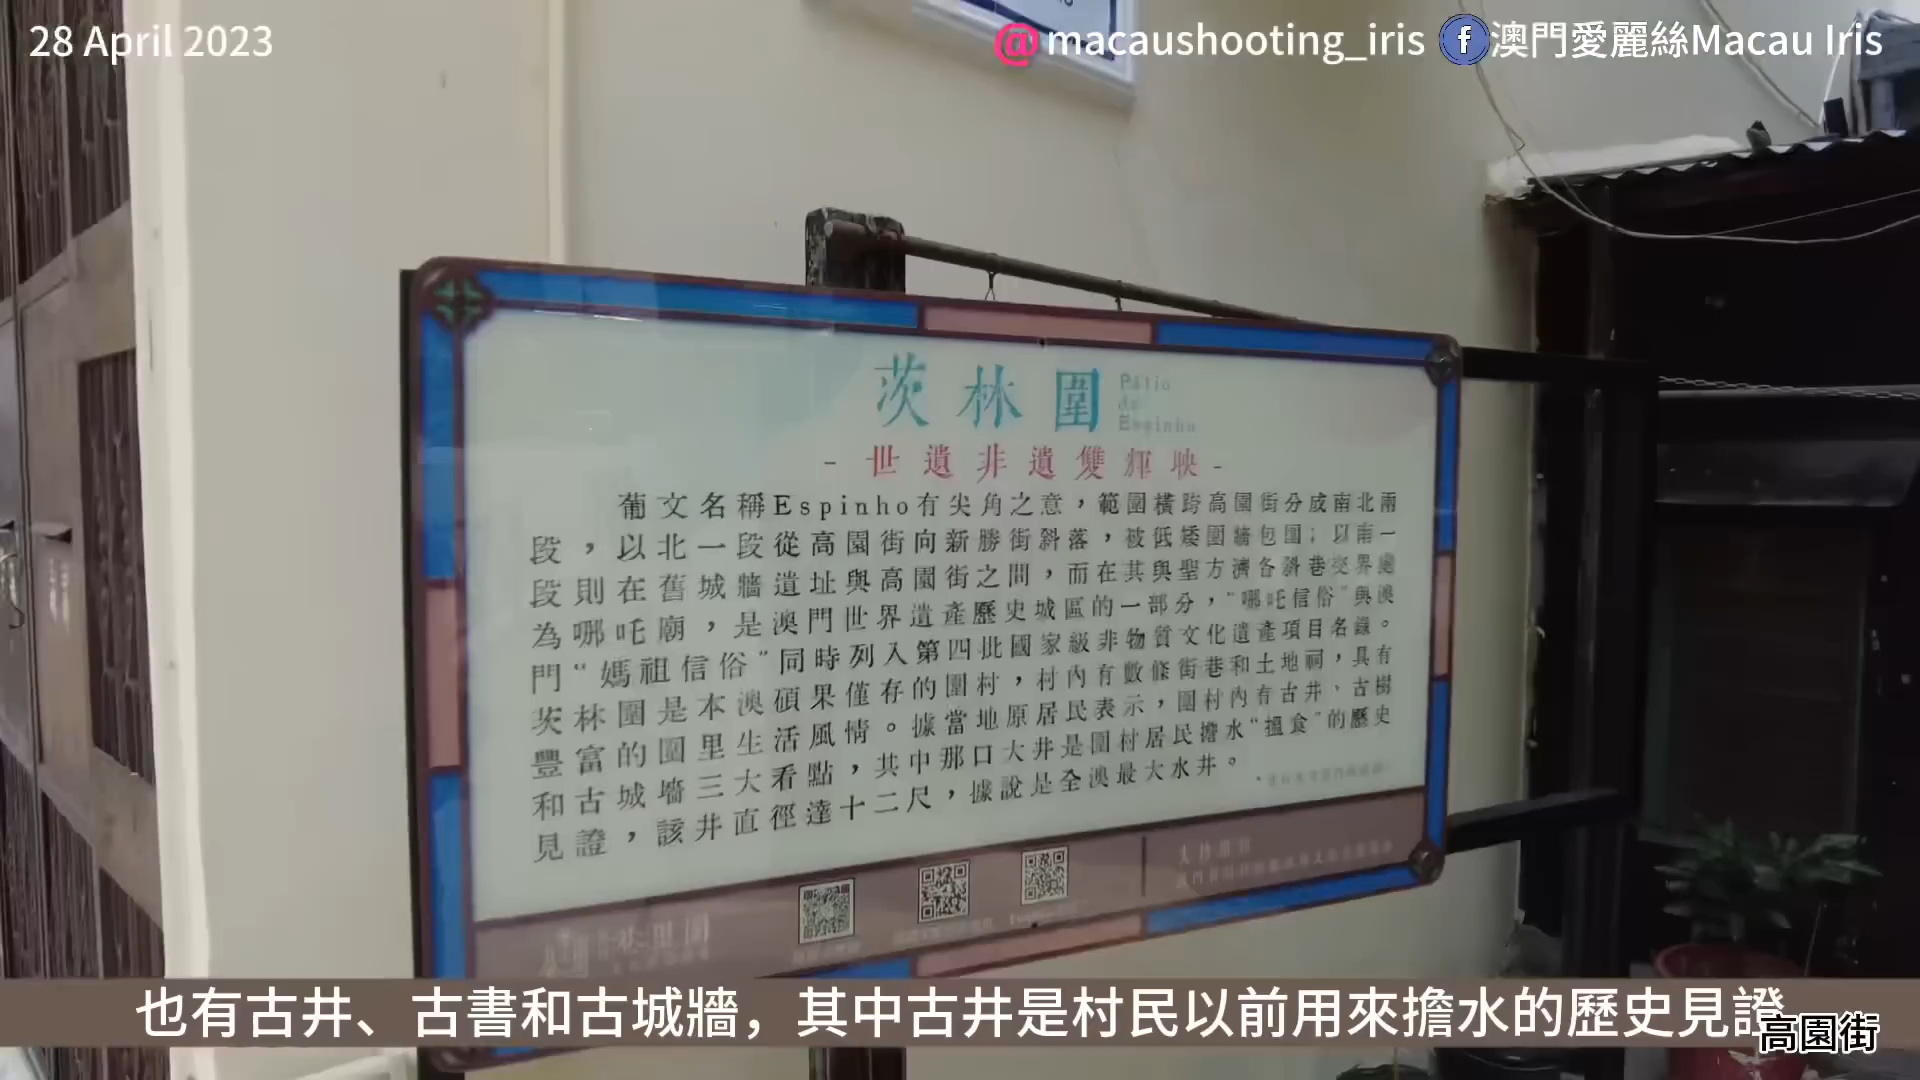 28 April 2023
@macaushooting_iris 澳門愛麗絲Macau Iris
茨林圍
Pátio
do
Espinho
- 世遺非遺雙輝映 -
葡文名稱Espinho有尖角之意，範圍橫跨高園街分成南北兩
段，以北一段從高園街向新勝街斜落，被低矮圍牆包圍；以南一
段則在舊城牆遺址與高園街之間，而在其與聖方濟各斜巷交界處
為哪吒廟，是澳門世界遺產歷史城區的一部分，"哪吒信俗"與澳
門"媽祖信俗"同時列入第四批國家級非物質文化遺產項目名錄。
茨林圍是本澳碩果僅存的圍村，村內有數條街巷和土地祠，具有
豐富的圍里生活風情。據當地原居民表示，圍村內有古井、古樹
和古城墻三大看點，其中那口大井是圍村居民擔水"搵食"的歷史
見證，該井直徑達十二尺，據說是全澳最大水井。
也有古井、古書和古城牆，其中古井是村民以前用來擔水的歷史見證
高園街